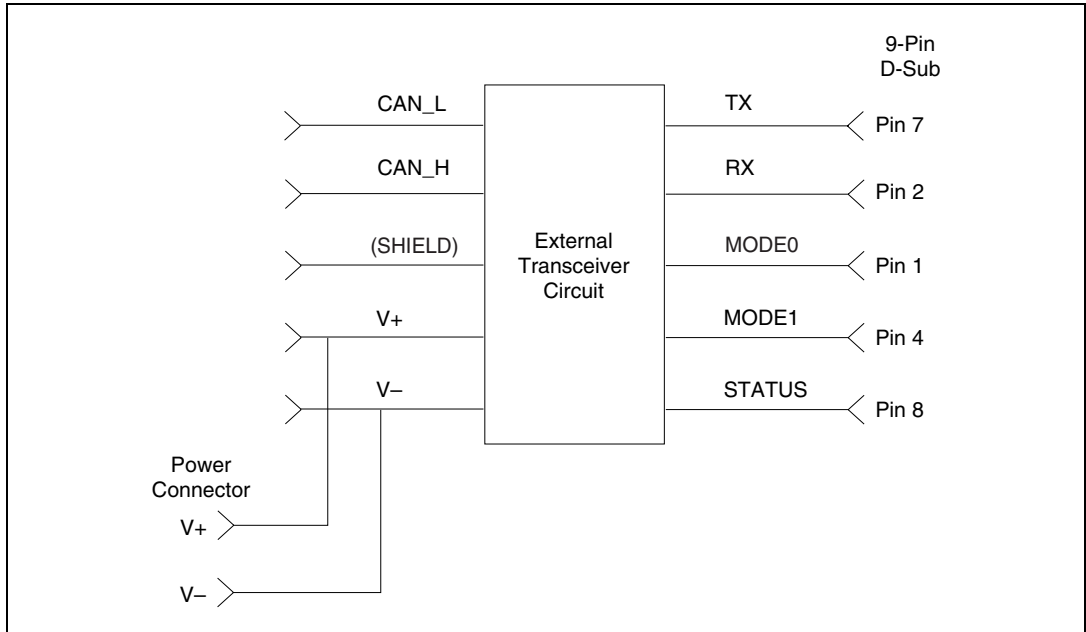 9-Pin
D-Sub
CAN_L
TX
Pin 7
CAN_H
RX
Pin 2
(SHIELD)
External
Transceiver
Circuit
MODE0
Pin 1
V+
MODE1
Pin 4
V–
STATUS
Pin 8
Power
Connector
V+
V–